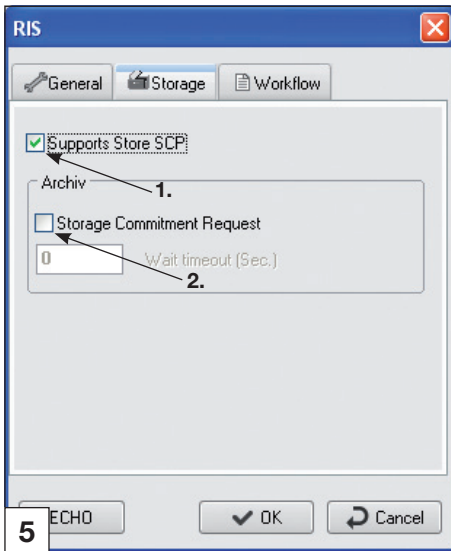 RIS
General Storage Workflow
Supports Store SCP
Archiv
1.
Storage Commitment Request
0 Wait timeout (Sec.)
2.
5 ECHO OK Cancel